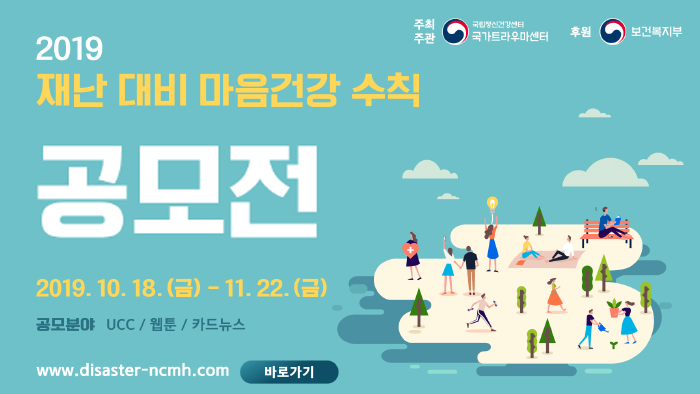 2019
재난 대비 마음건강 수칙
공모전
2019. 10. 18. (금) - 11. 22. (금)
공모분야 UCC / 웹툰 / 카드뉴스
www.disaster-ncmh.com 바로가기
주최
주관
국립정신건강센터
국가트라우마센터
후원 보건복지부